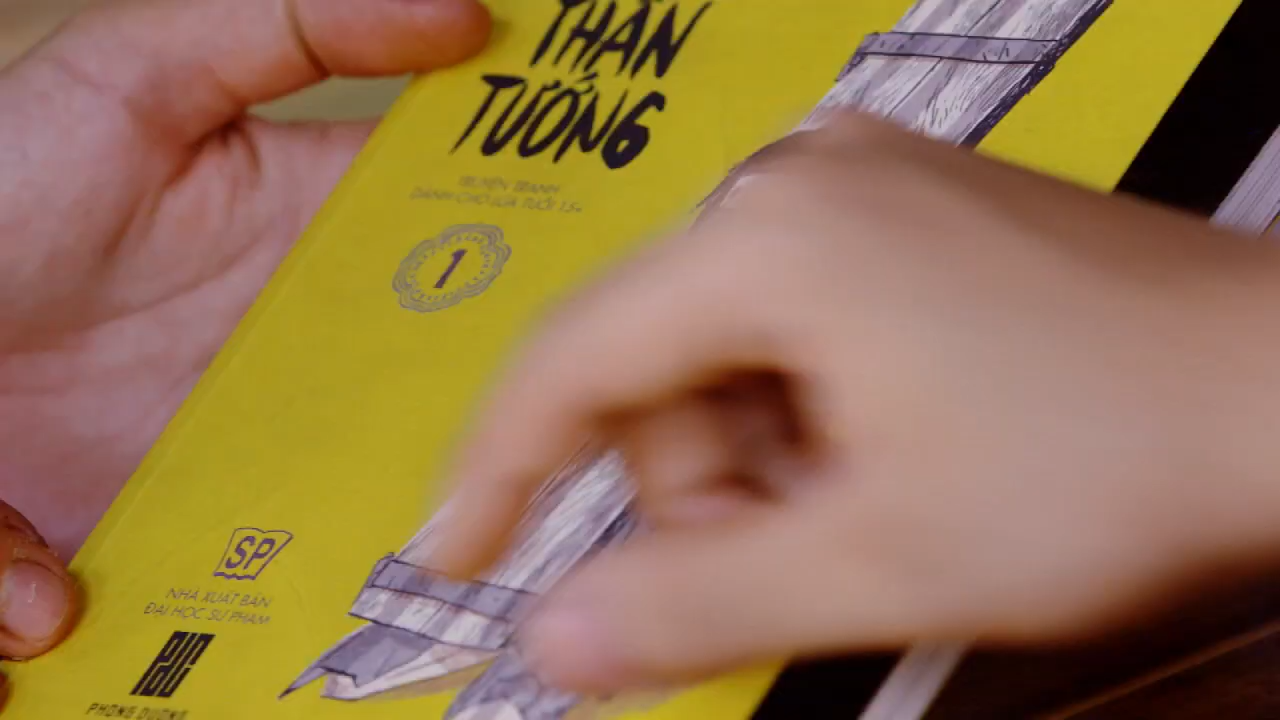 THẦN
TƯỚNG
TRUYỆN TRANH
DÀNH CHO LỨA TUỔI 15+
1
SP
NHÀ XUẤT BẢN
ĐẠI HỌC SƯ PHẠM
PHONG DUONG